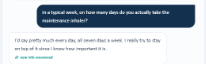 In a typical week, on how many days do you actually take the
maintenance inhaler?
I'd say pretty much every day, all seven days a week. I really try to stay
on top of it since I know how important it is.